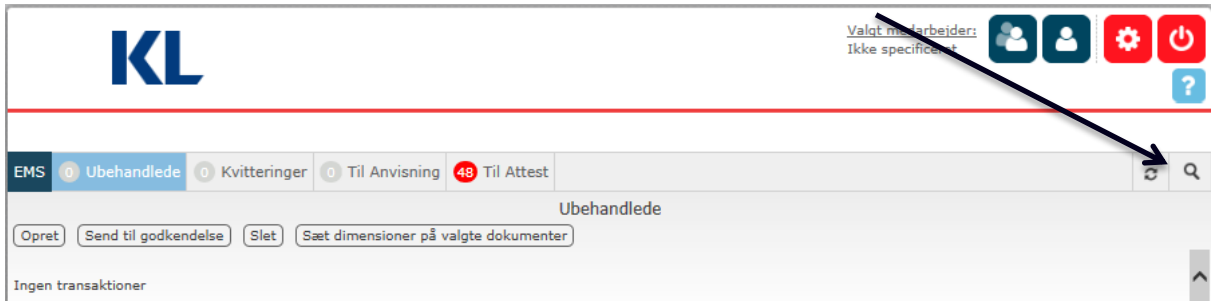 KL
Valgt medarbejder:
Ikke specificeret
?
EMS 0 Ubehandlede 0 Kvitteringer 0 Til Anvisning 48 Til Attest
Ubehandlede
Opret Send til godkendelse Slet Sæt dimensioner på valgte dokumenter
Ingen transaktioner